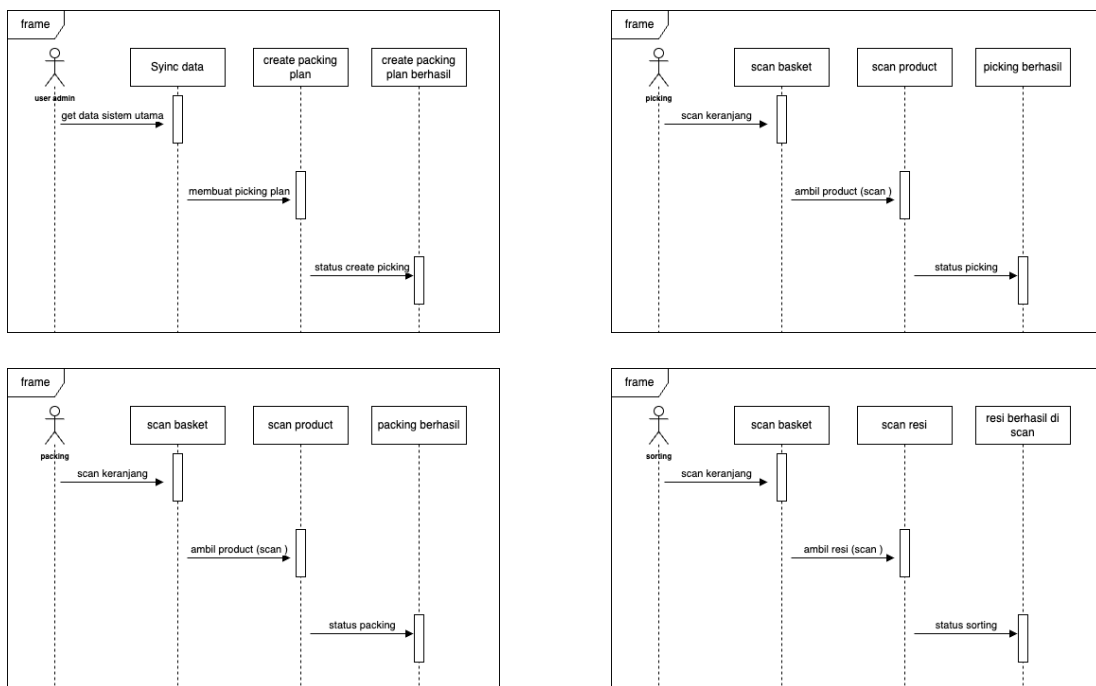 frame
Syinc data
create packing
plan
create packing
plan berhasil
user admin
get data sistem utama
membuat picking plan
status create picking
frame
scan basket
scan product
picking berhasil
picking
scan keranjang
ambil product (scan )
status picking
frame
scan basket
scan product
packing berhasil
packing
scan keranjang
ambil product (scan )
status packing
frame
scan basket
scan resi
resi berhasil di
scan
sorting
scan keranjang
ambil resi (scan )
status sorting